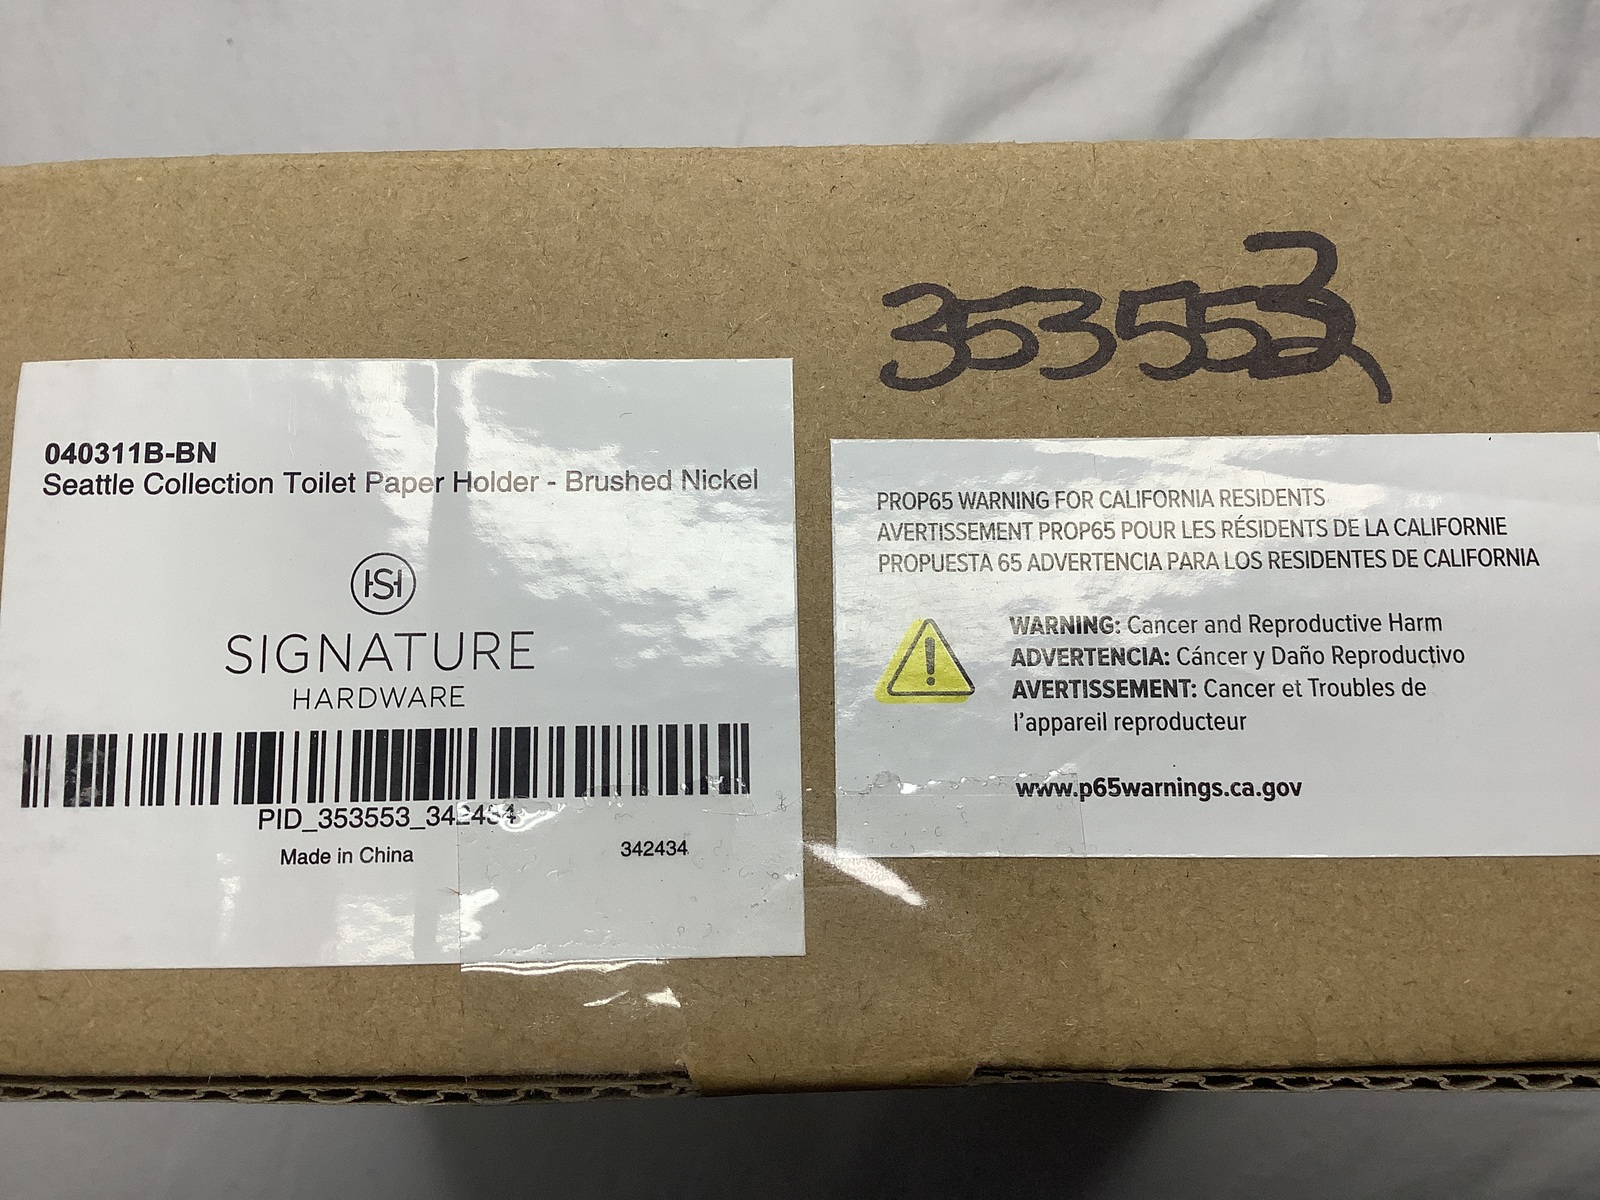 353553
040311B-BN
Seattle Collection Toilet Paper Holder - Brushed Nickel
HSH
SIGNATURE
HARDWARE
PID_353553_342434
Made in China
342434
PROP65 WARNING FOR CALIFORNIA RESIDENTS
AVERTISSEMENT PROP65 POUR LES RÉSIDENTS DE LA CALIFORNIE
PROPUESTA 65 ADVERTENCIA PARA LOS RESIDENTES DE CALIFORNIA
WARNING: Cancer and Reproductive Harm
ADVERTENCIA: Cáncer y Daño Reproductivo
AVERTISSEMENT: Cancer et Troubles de
l'appareil reproducteur
www.p65warnings.ca.gov